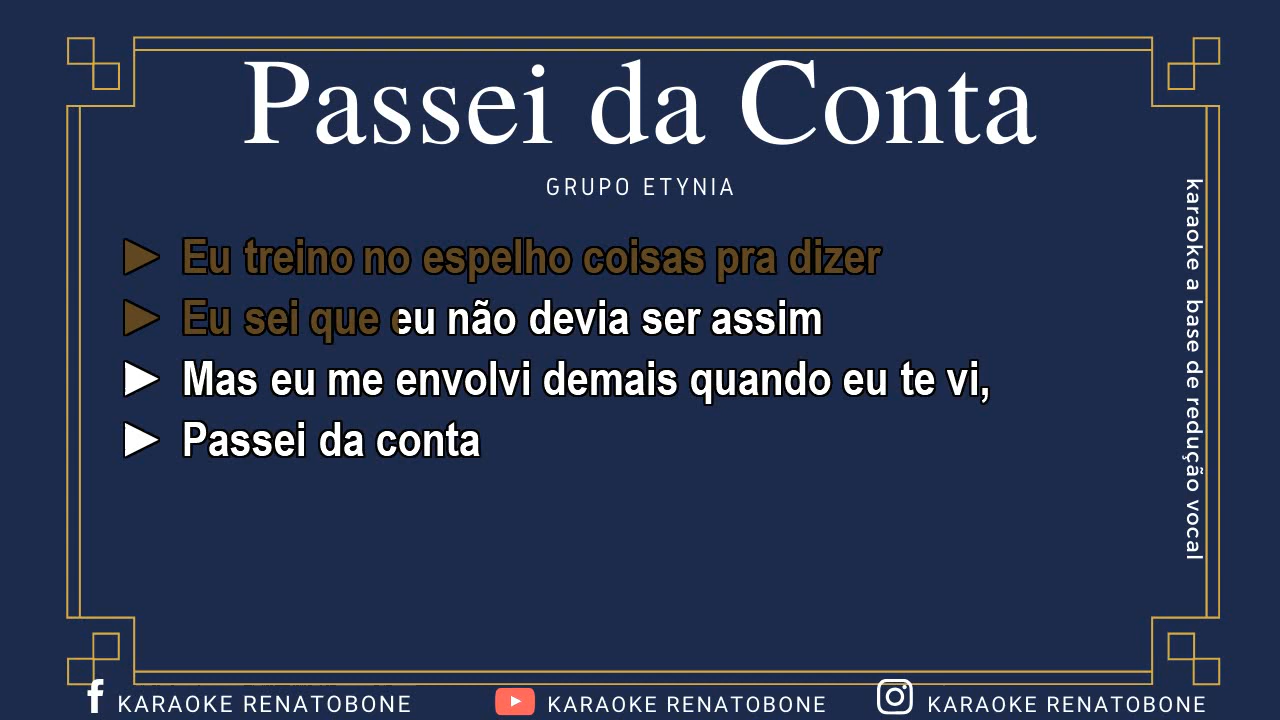 Passei da Conta
GRUPO ETYNIA
► Eu treino no espelho coisas pra dizer
► Eu sei que eu não devia ser assim
► Mas eu me envolvi demais quando eu te vi,
► Passei da conta
karaoke a base de redução vocal
KARAOKE RENATOBONE
KARAOKE RENATOBONE
KARAOKE RENATOBONE